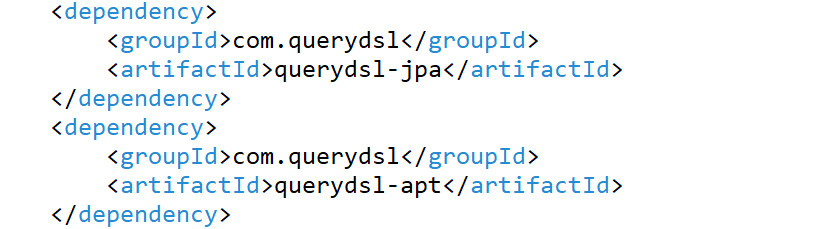 <dependency>
    <groupId>com.querydsl</groupId>
    <artifactId>querydsl-jpa</artifactId>
</dependency>
<dependency>
    <groupId>com.querydsl</groupId>
    <artifactId>querydsl-apt</artifactId>
</dependency>